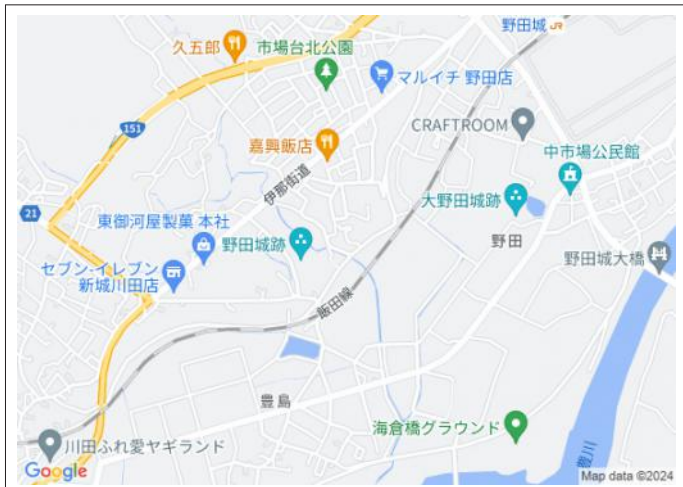 野田城 JR
久五郎
市場台北公園
マルイチ 野田店
CRAFTROOM
151
嘉興飯店
中市場公民館
伊那街道
大野田城跡
21
東御河屋製菓 本社
野田城跡
野田
野田城大橋
セブン-イレブン
新城川田店
飯田線
豊島
海倉橋グラウンド
川田ふれ愛ヤギランド
豊川
Google
Map data ©2024